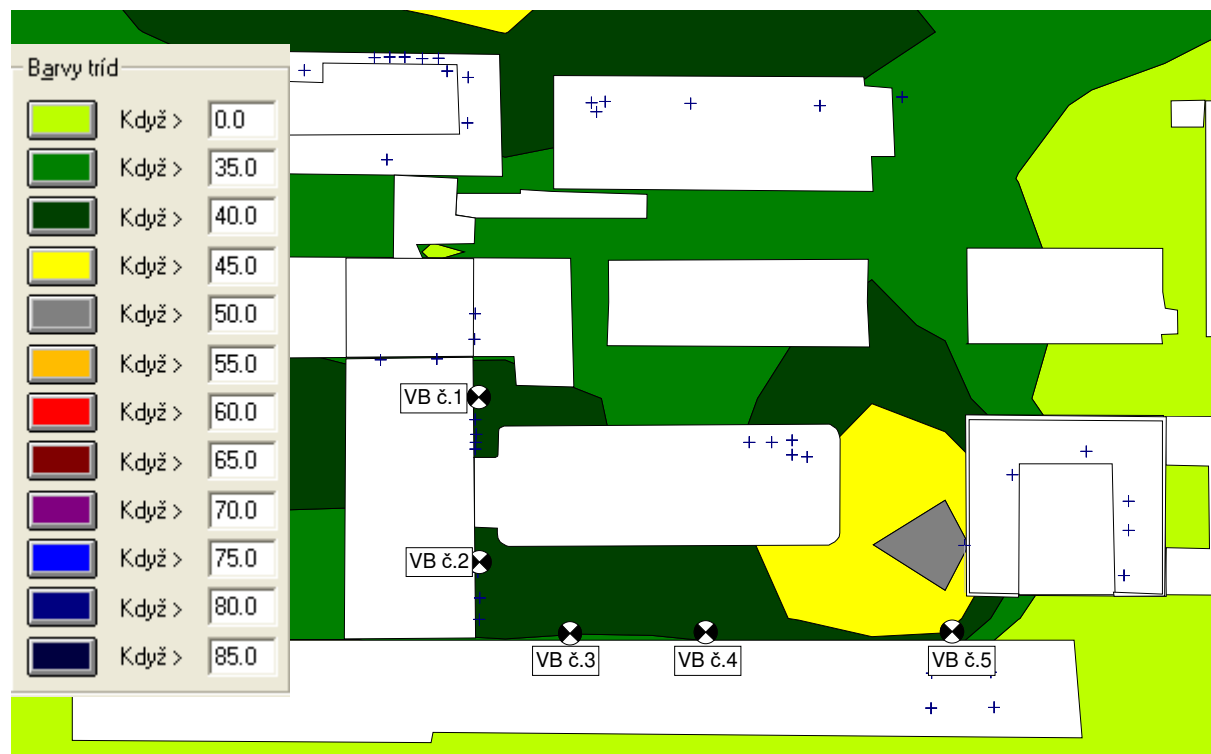 Barvy tríd
Když > 0.0
Když > 35.0
Když > 40.0
Když > 45.0
Když > 50.0
Když > 55.0
Když > 60.0
Když > 65.0
Když > 70.0
Když > 75.0
Když > 80.0
Když > 85.0
VB č.1
VB č.2
VB č.3
VB č.4
VB č.5